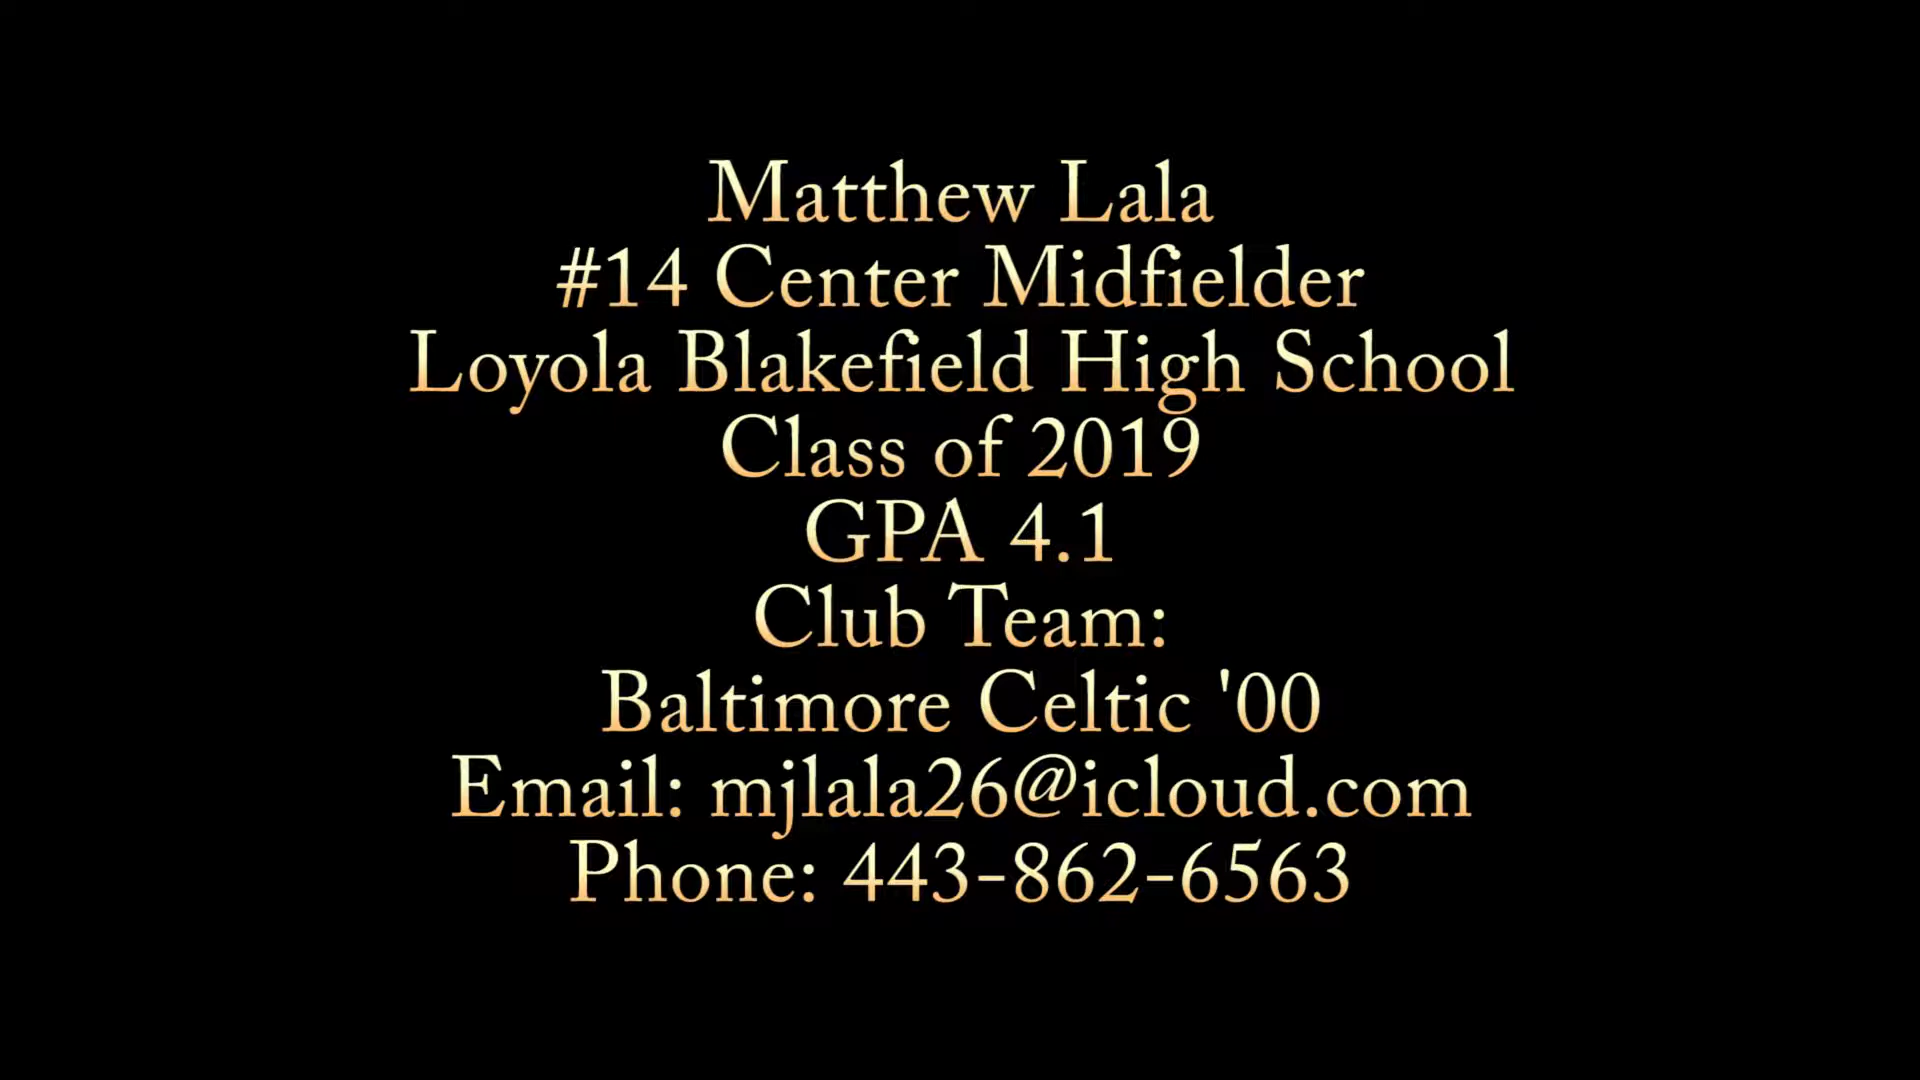 Matthew Lala
#14 Center Midfielder
Loyola Blakefield High School
Class of 2019
GPA 4.1
Club Team:
Baltimore Celtic '00
Email: mjlala26@icloud.com
Phone: 443-862-6563